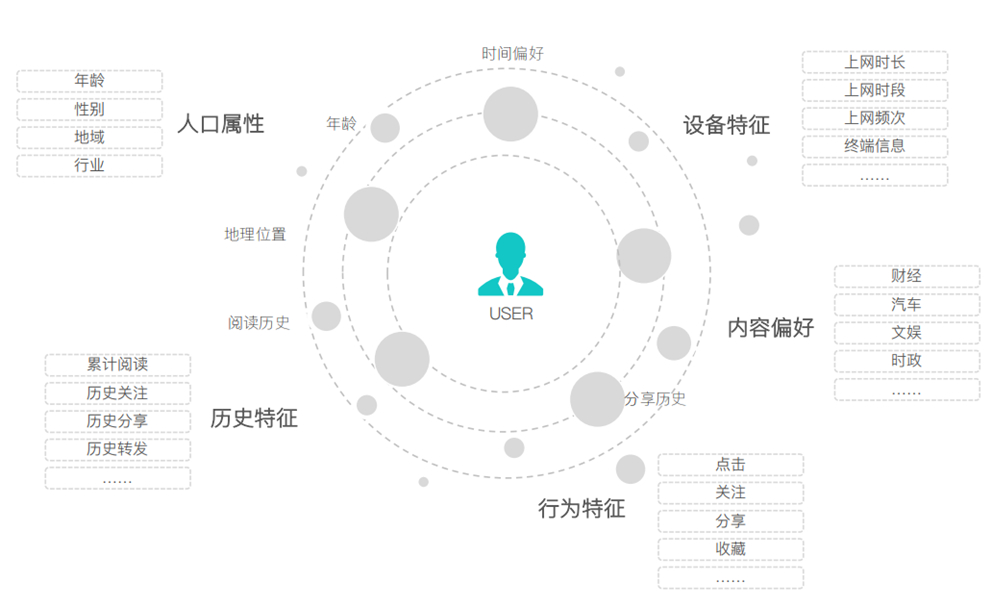 时间偏好
年龄
性别
地域
行业
人口属性
年龄
设备特征
上网时长
上网时段
上网频次
终端信息
......
地理位置
USER
阅读历史
内容偏好
财经
汽车
文娱
时政
......
累计阅读
历史关注
历史分享
历史转发
......
历史特征
分享历史
行为特征
点击
关注
分享
收藏
......